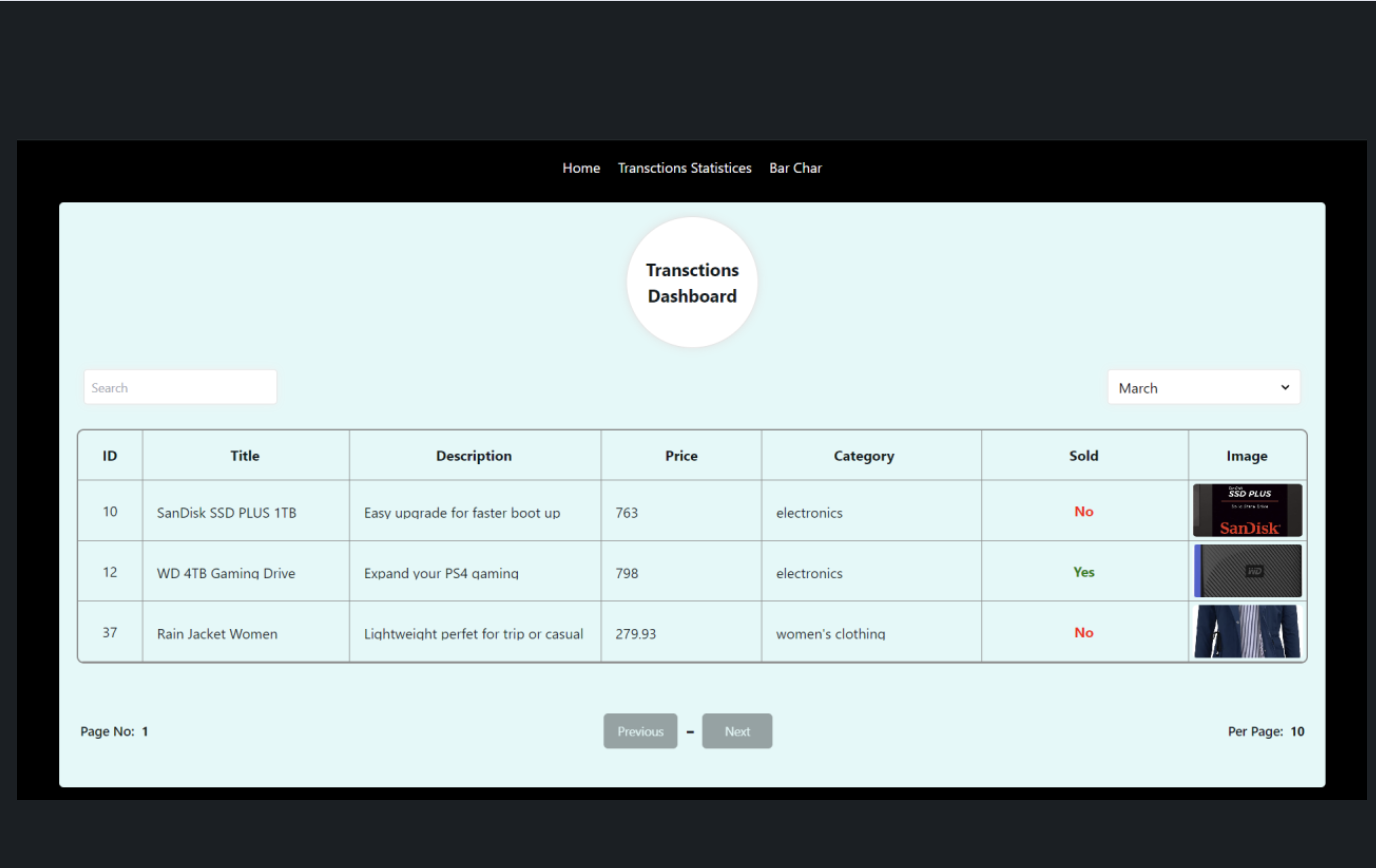 Home Transctions Statistices Bar Char
Transctions
Dashboard
Search
March
ID Title Description Price Category Sold Image
10 SanDisk SSD PLUS 1TB Easy upgrade for faster boot up 763 electronics No
SSD PLUS
SanDisk
12 WD 4TB Gaming Drive Expand your PS4 gaming 798 electronics Yes
WD
37 Rain Jacket Women Lightweight perfet for trip or casual 279.93 women's clothing No
Page No: 1 Previous - Next Per Page: 10